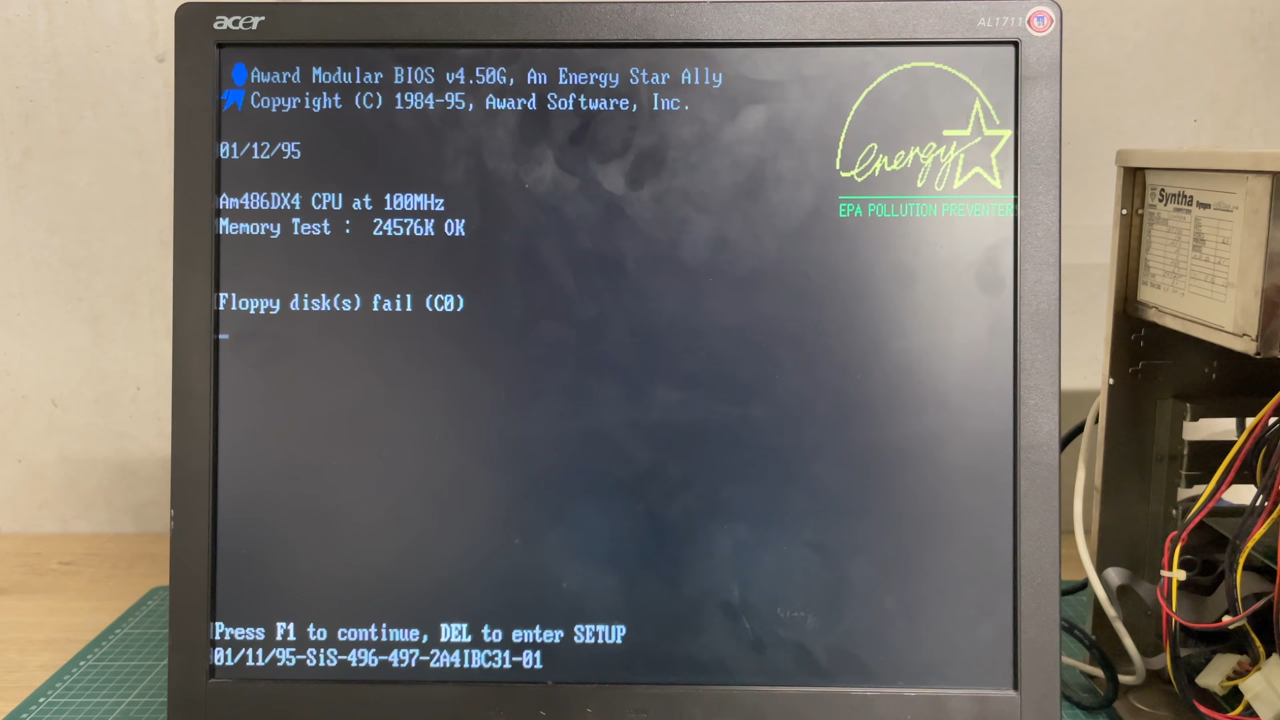 acer
AL1711
Award Modular BIOS v4.50G, An Energy Star Ally
Copyright (C) 1984-95, Award Software, Inc.
energy
EPA POLLUTION PREVENTER
01/12/95
Am486DX4 CPU at 100MHz
Memory Test : 24576K OK
Floppy disk(s) fail (C0)
Press F1 to continue, DEL to enter SETUP
01/11/95-SiS-496-497-2A4IBC31-01
Syntha